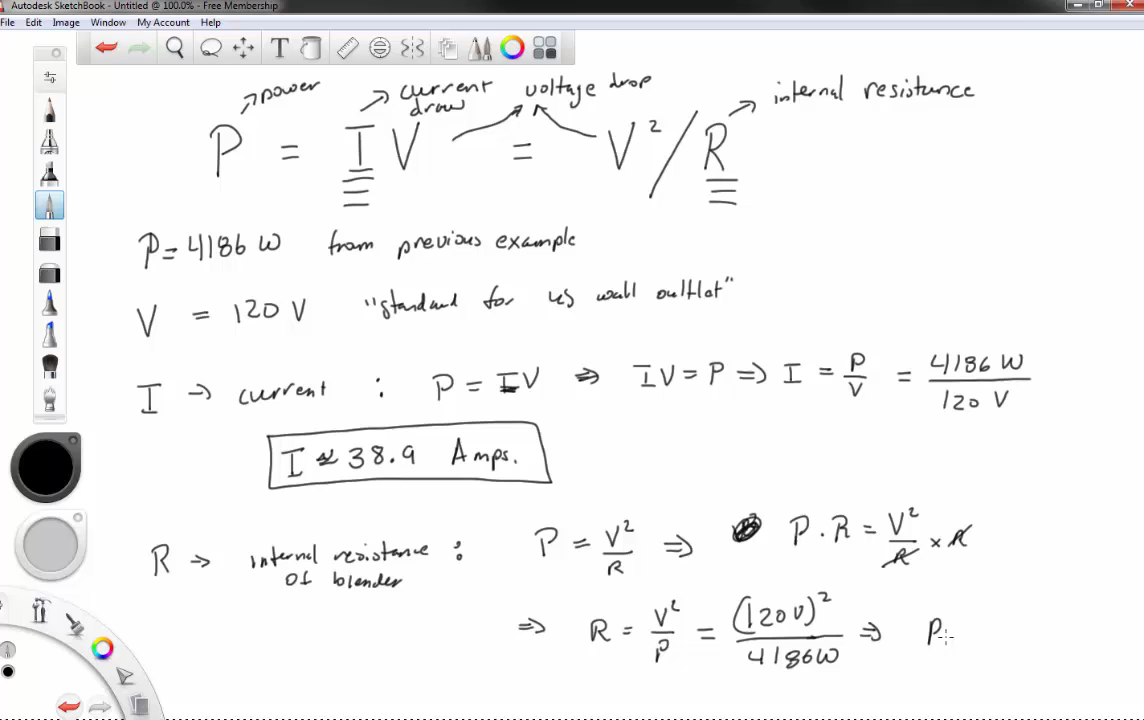 Autodesk SketchBook - Untitled @ 100.0% - Free Membership
File Edit Image Window My Account Help
power current draw voltage drop internal resistance
P = I V = V² / R
P = 4186 W from previous example
V = 120 V "standard for us wall outlet"
I → current : P = IV ⇒ IV = P ⇒ I = P/V = 4186 W / 120 V
I ≈ 38.9 Amps.
R → internal resistance of blender : P = V²/R ⇒ P · R = V²/R × R
⇒ R = V²/P = (120 V)² / 4186 W ⇒ P